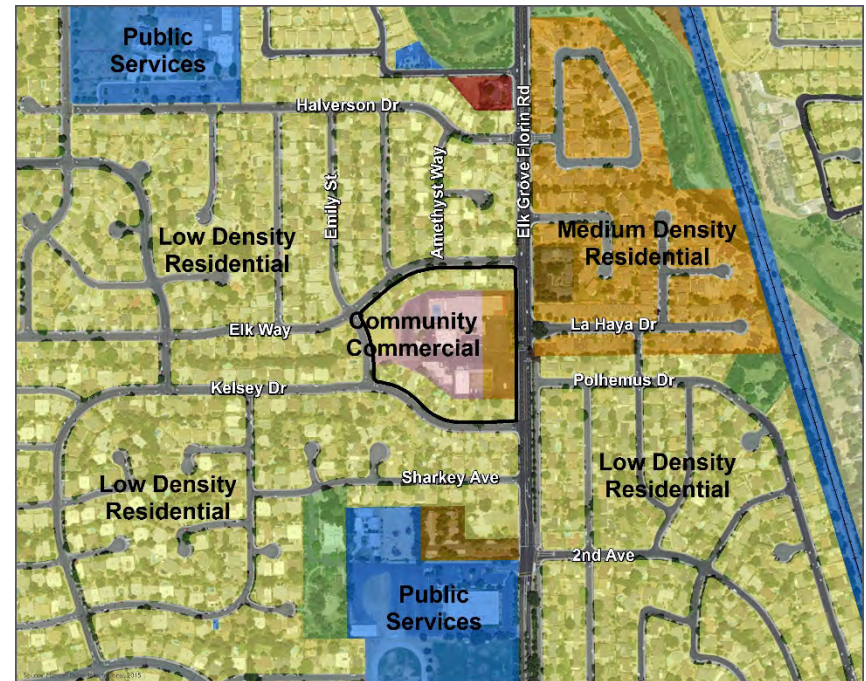 Public
Services
Halverson Dr
Emily St.
Amethyst Way
Elk Grove Florin Rd
Low Density
Residential
Medium Density
Residential
Elk Way
Community
Commercial
La Haya Dr
Kelsey Dr
Polhemus Dr
Low Density
Residential
Sharkey Ave
Low Density
Residential
2nd Ave
Public
Services